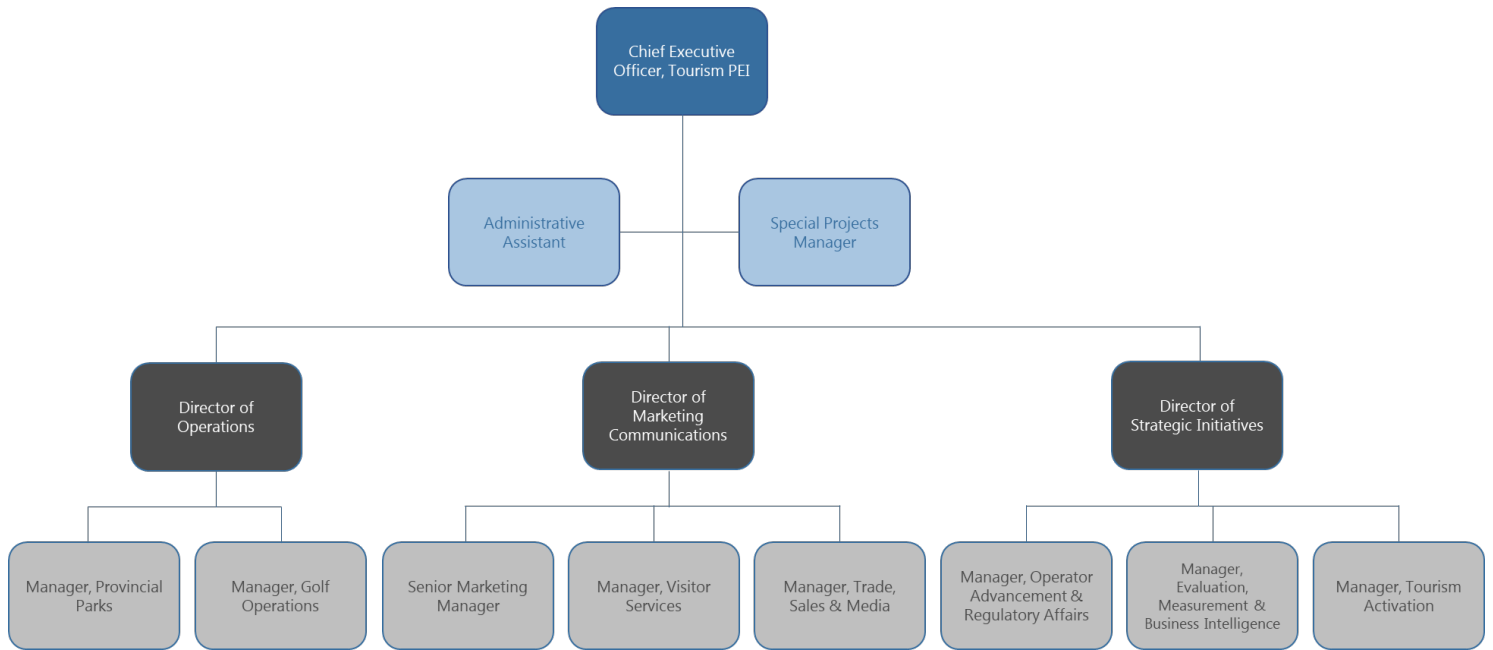 Chief Executive
Officer, Tourism PEI
Administrative
Assistant
Special Projects
Manager
Director of
Operations
Director of
Marketing
Communications
Director of
Strategic Initiatives
Manager, Provincial
Parks
Manager, Golf
Operations
Senior Marketing
Manager
Manager, Visitor
Services
Manager, Trade,
Sales & Media
Manager, Operator
Advancement &
Regulatory Affairs
Manager,
Evaluation,
Measurement &
Business Intelligence
Manager, Tourism
Activation